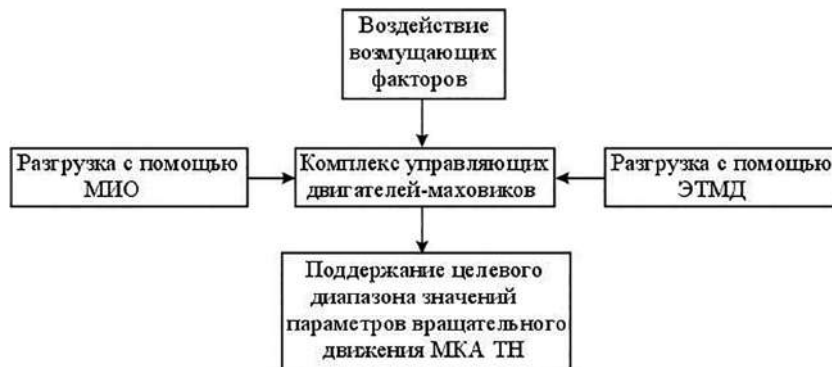 Воздействие
возмущающих
факторов
Разгрузка с помощью
МИО
Комплекс управляющих
двигателей-маховиков
Разгрузка с помощью
ЭТМД
Поддержание целевого
диапазона значений
параметров вращательного
движения МКА ТН